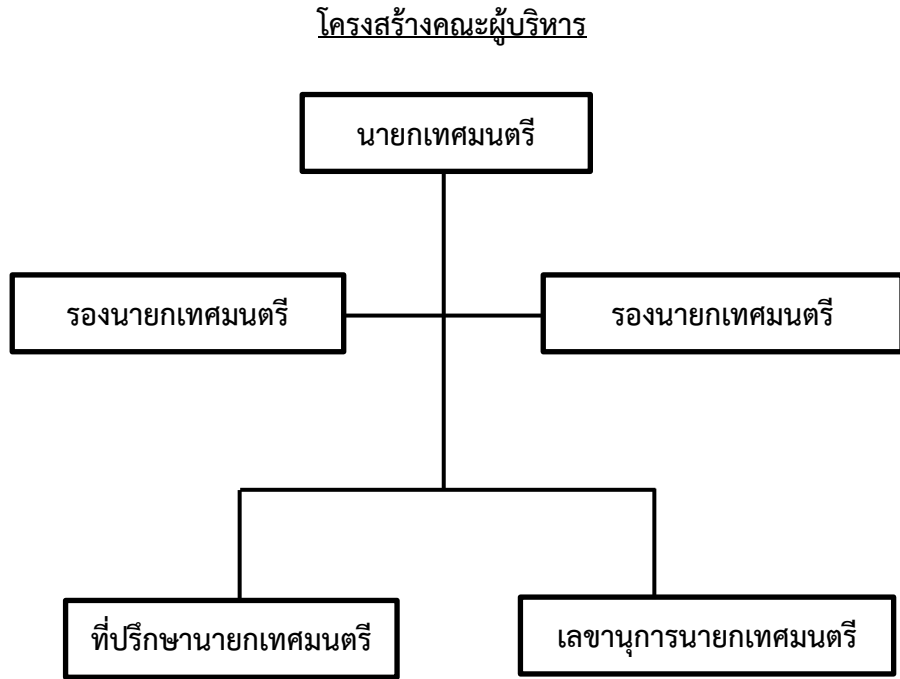 โครงสร้างคณะผู้บริหาร
นายกเทศมนตรี
รองนายกเทศมนตรี
รองนายกเทศมนตรี
ที่ปรึกษานายกเทศมนตรี
เลขานุการนายกเทศมนตรี